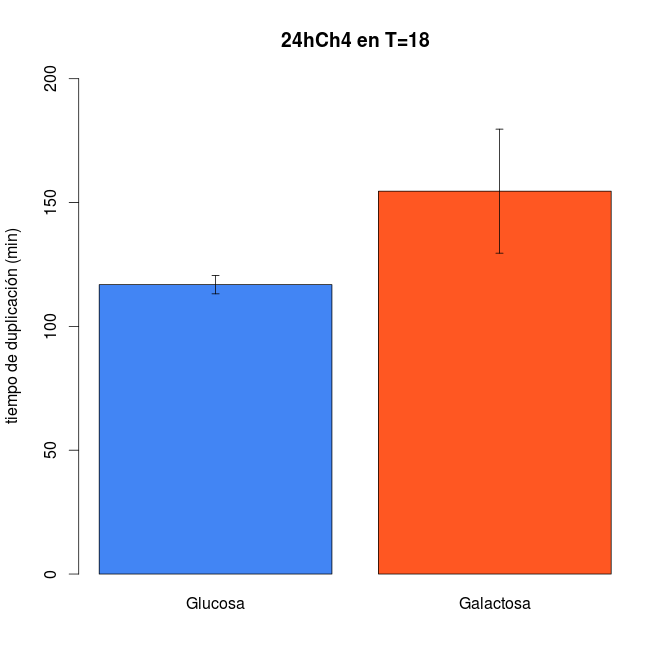 24hCh4 en T=18
tiempo de duplicación (min)
200
150
100
50
0
Glucosa
Galactosa